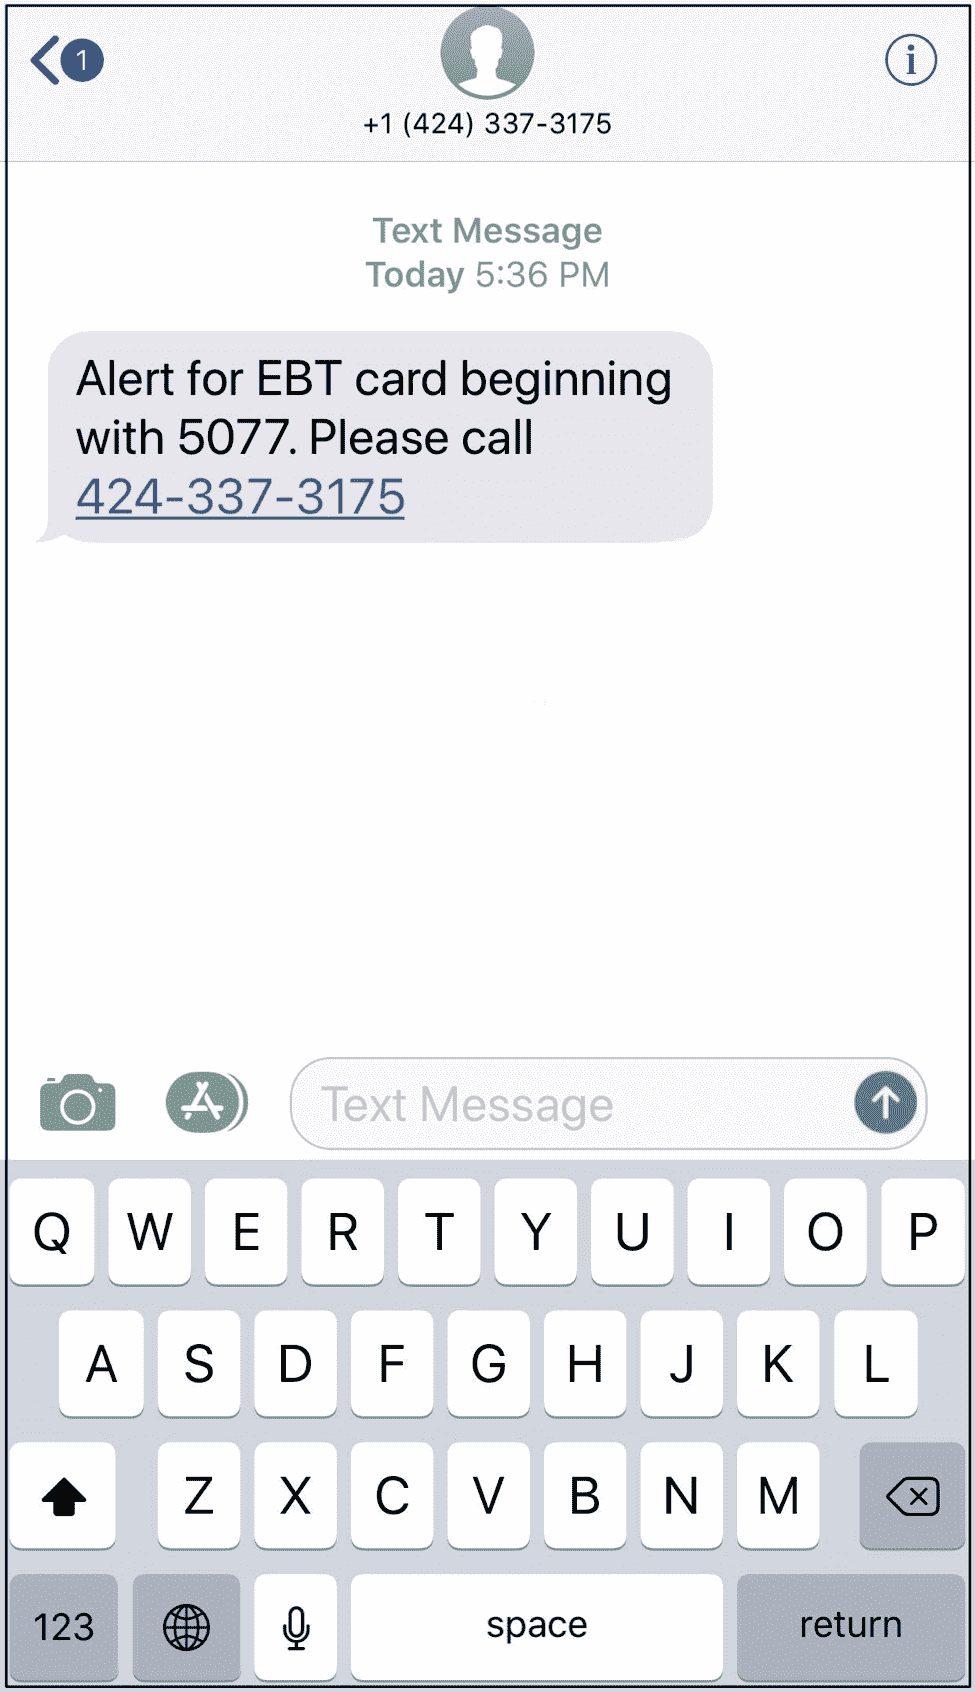 1
i
+1 (424) 337-3175
Text Message
Today 5:36 PM
Alert for EBT card beginning
with 5077. Please call
424-337-3175
Text Message
Q W E R T Y U I O P
A S D F G H J K L
Z X C V B N M
123 space return